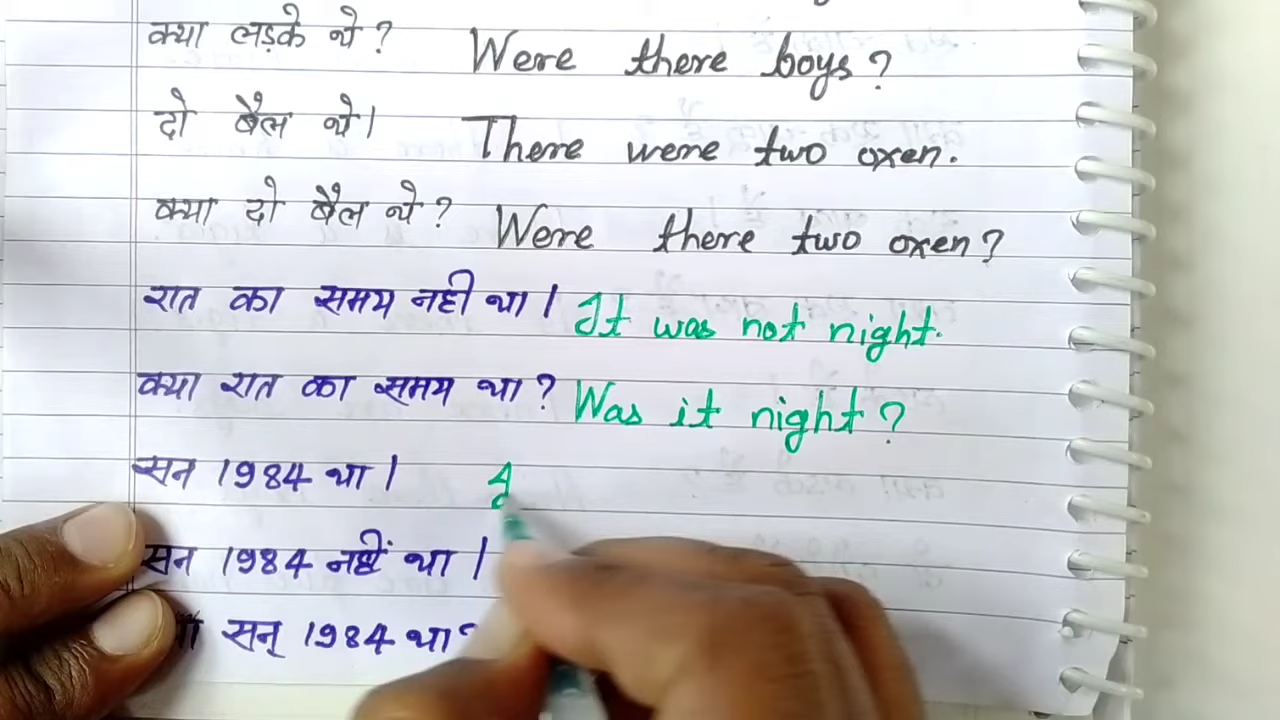 क्या लड़के थे? Were there boys?
दो बैल थे। There were two oxen.
क्या दो बैल थे? Were there two oxen?
रात का समय नही था। It was not night.
क्या रात का समय था? Was it night?
सन 1984 था।
सन 1984 नहीं था।
सन् 1984 था?